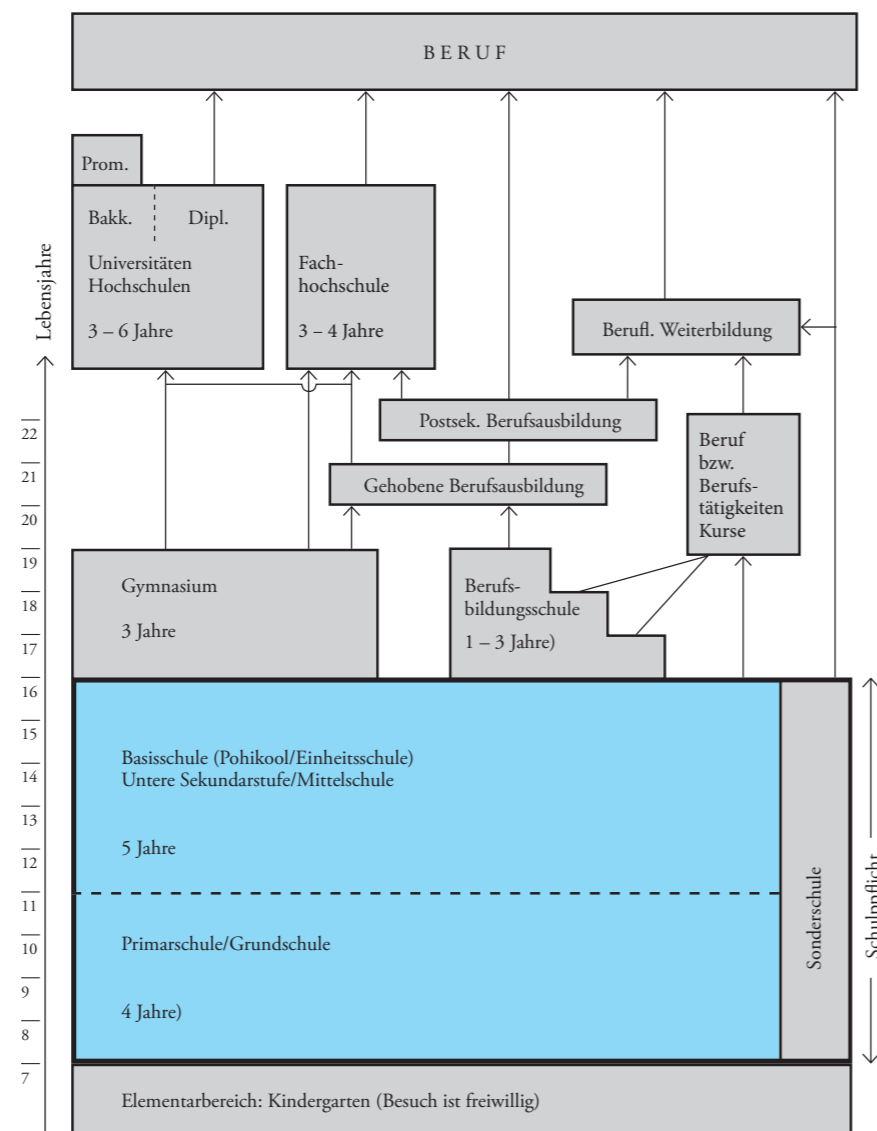 BERUF
Prom.
Bakk.
Dipl.
Universitäten
Hochschulen
3 – 6 Jahre
Fach-
hochschule
3 – 4 Jahre
Lebensjahre
Berufl. Weiterbildung
Postsek. Berufsausbildung
Gehobene Berufsausbildung
Beruf
bzw.
Berufs-
tätigkeiten
Kurse
22
21
20
19
18
17
16
15
14
13
12
11
10
9
8
7
Gymnasium
3 Jahre
Berufs-
bildungsschule
1 – 3 Jahre)
Basisschule (Pohikool/Einheitsschule)
Untere Sekundarstufe/Mittelschule
5 Jahre
Primarschule/Grundschule
4 Jahre)
Sonderschule
Schulpflicht
Elementarbereich: Kindergarten (Besuch ist freiwillig)